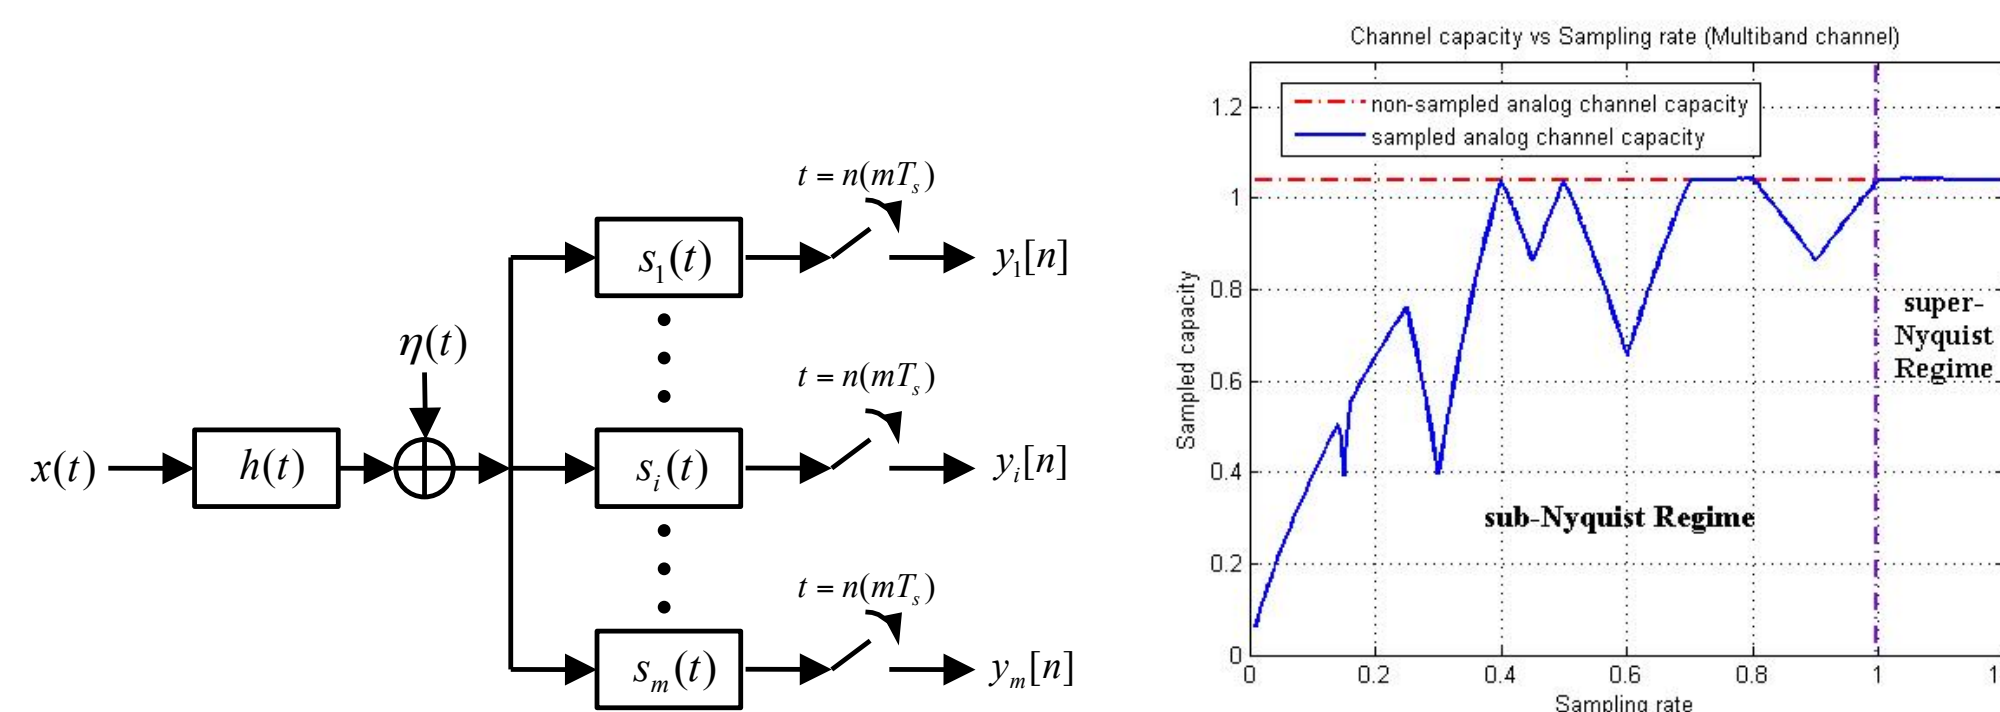 t = n(mTₛ)
s₁(t)
y₁[n]
η(t)
t = n(mTₛ)
x(t)
h(t)
sᵢ(t)
yᵢ[n]
t = n(mTₛ)
sₘ(t)
yₘ[n]
Channel capacity vs Sampling rate (Multiband channel)
non-sampled analog channel capacity
sampled analog channel capacity
1.2
1
0.8
0.6
0.4
0.2
0
Sampled capacity
super-
Nyquist
Regime
sub-Nyquist Regime
0
0.2
0.4
0.6
0.8
1
Sampling rate